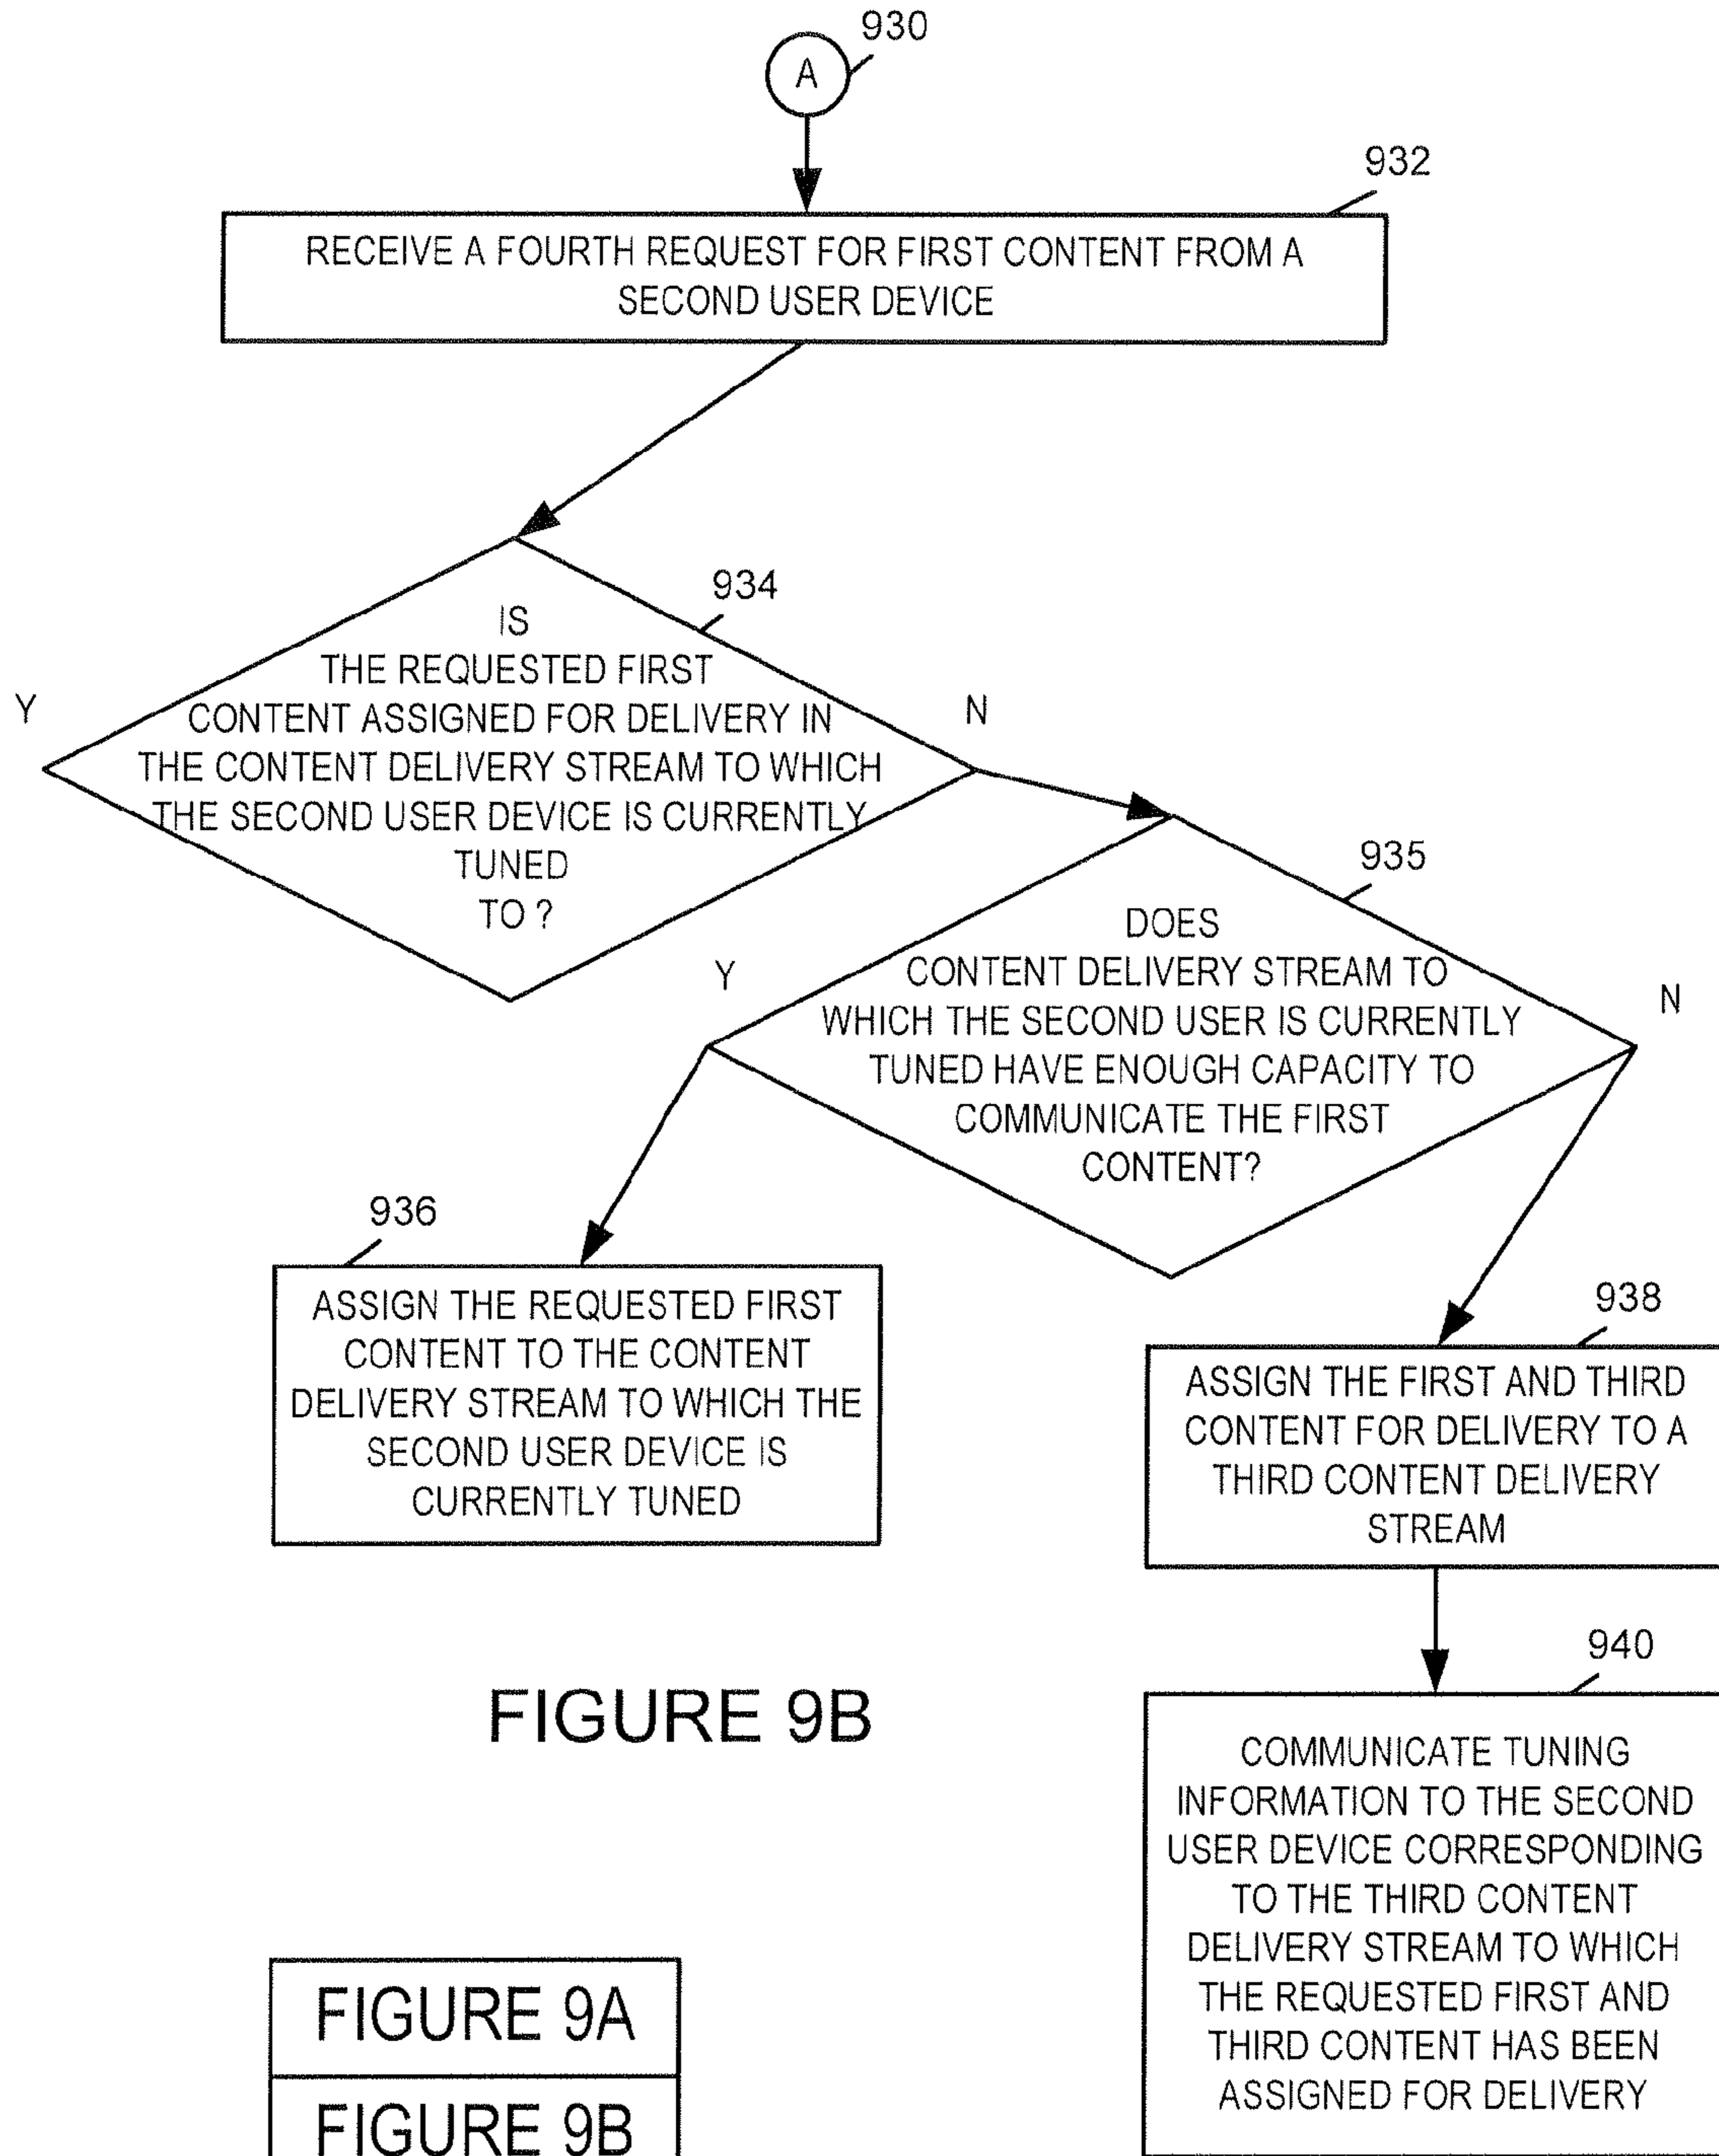 930
A
932
RECEIVE A FOURTH REQUEST FOR FIRST CONTENT FROM A
SECOND USER DEVICE
934
IS
THE REQUESTED FIRST
CONTENT ASSIGNED FOR DELIVERY IN
THE CONTENT DELIVERY STREAM TO WHICH
THE SECOND USER DEVICE IS CURRENTLY
TUNED
TO ?
Y
N
935
DOES
CONTENT DELIVERY STREAM TO
WHICH THE SECOND USER IS CURRENTLY
TUNED HAVE ENOUGH CAPACITY TO
COMMUNICATE THE FIRST
CONTENT?
Y
N
936
ASSIGN THE REQUESTED FIRST
CONTENT TO THE CONTENT
DELIVERY STREAM TO WHICH THE
SECOND USER DEVICE IS
CURRENTLY TUNED
938
ASSIGN THE FIRST AND THIRD
CONTENT FOR DELIVERY TO A
THIRD CONTENT DELIVERY
STREAM
940
COMMUNICATE TUNING
INFORMATION TO THE SECOND
USER DEVICE CORRESPONDING
TO THE THIRD CONTENT
DELIVERY STREAM TO WHICH
THE REQUESTED FIRST AND
THIRD CONTENT HAS BEEN
ASSIGNED FOR DELIVERY
FIGURE 9B
FIGURE 9A
FIGURE 9B